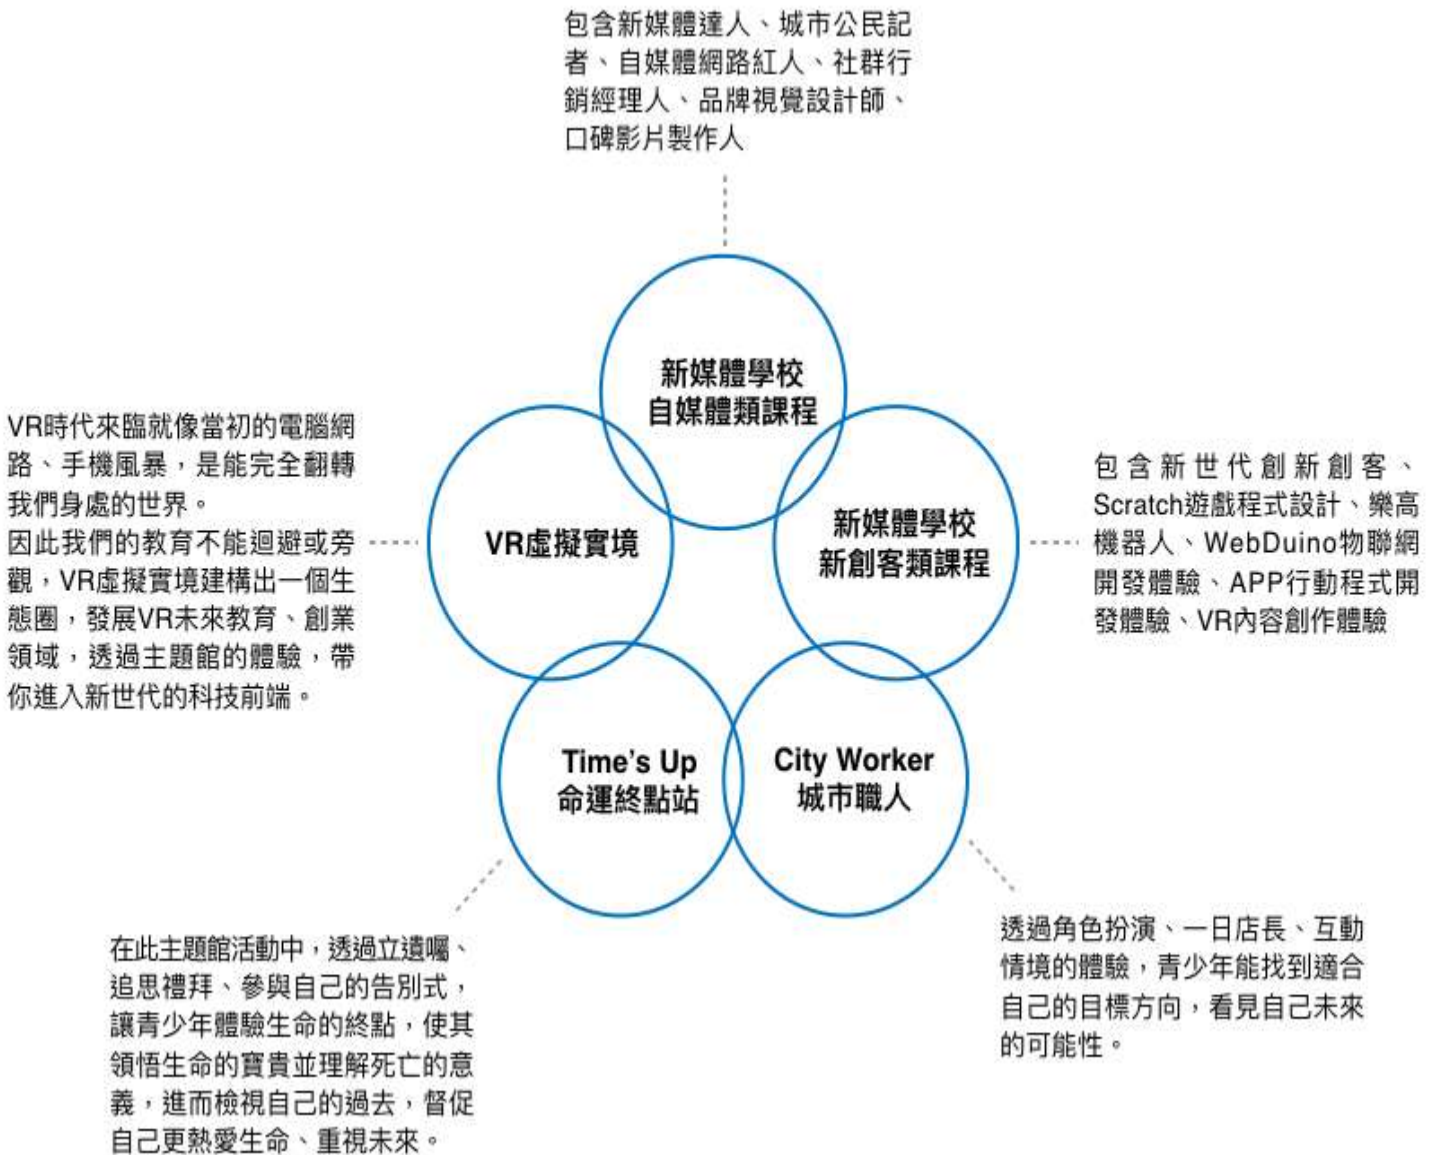 包含新媒體達人、城市公民記
者、自媒體網路紅人、社群行
銷經理人、品牌視覺設計師、
口碑影片製作人
新媒體學校
自媒體類課程
VR時代來臨就像當初的電腦網
路、手機風暴，是能完全翻轉
我們身處的世界。
因此我們的教育不能迴避或旁
觀，VR虛擬實境建構出一個生
態圈，發展VR未來教育、創業
領域，透過主題館的體驗，帶
你進入新世代的科技前端。
VR虛擬實境
新媒體學校
新創客類課程
包含新世代創新創客、
Scratch遊戲程式設計、樂高
機器人、WebDuino物聯網
開發體驗、APP行動程式開
發體驗、VR內容創作體驗
Time's Up
命運終點站
City Worker
城市職人
在此主題館活動中，透過立遺囑、
追思禮拜、參與自己的告別式，
讓青少年體驗生命的終點，使其
領悟生命的寶貴並理解死亡的意
義，進而檢視自己的過去，督促
自己更熱愛生命、重視未來。
透過角色扮演、一日店長、互動
情境的體驗，青少年能找到適合
自己的目標方向，看見自己未來
的可能性。